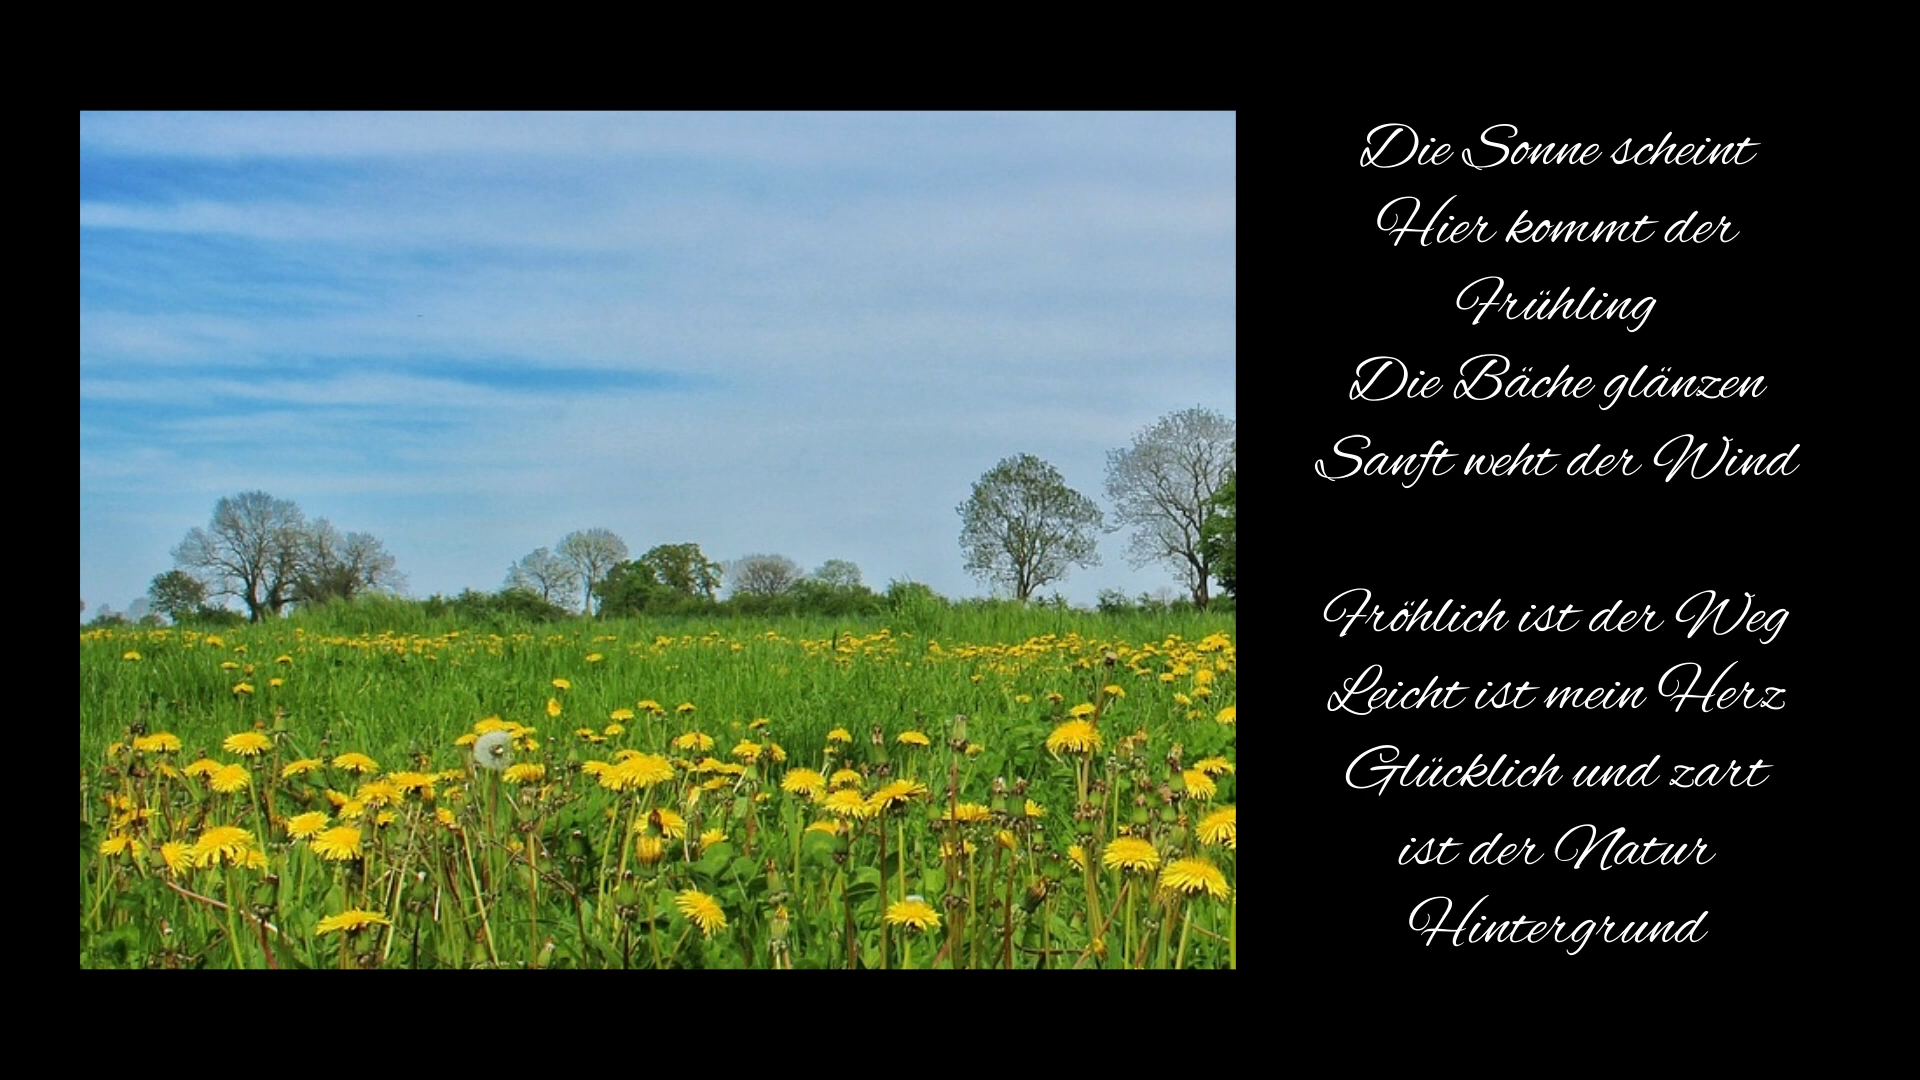 Die Sonne scheint
Hier kommt der
Frühling
Die Bäche glänzen
Sanft weht der Wind
Fröhlich ist der Weg
Leicht ist mein Herz
Glücklich und zart
ist der Natur
Hintergrund